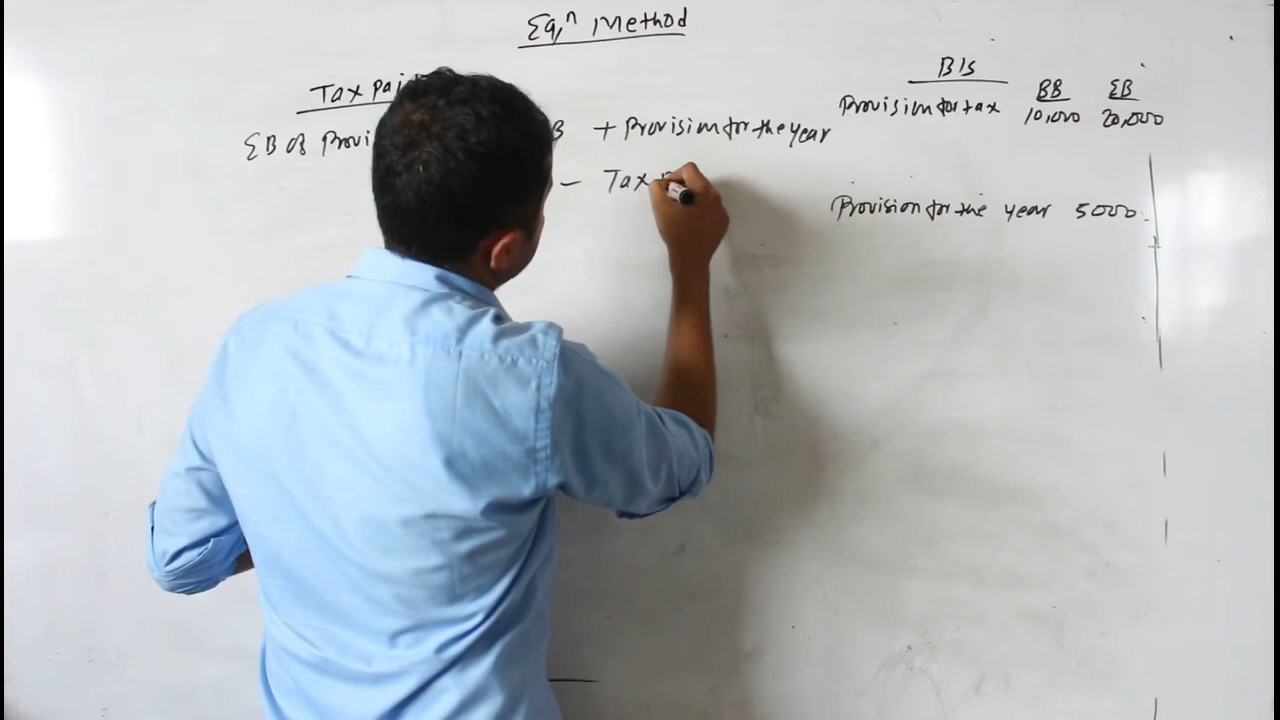 Eqⁿ Method
Tax pai
EB of Provi B + Provision for the year
- Tax P
B/s
BB EB
Provision for tax 10,000 20,000
Provision for the year 5000.